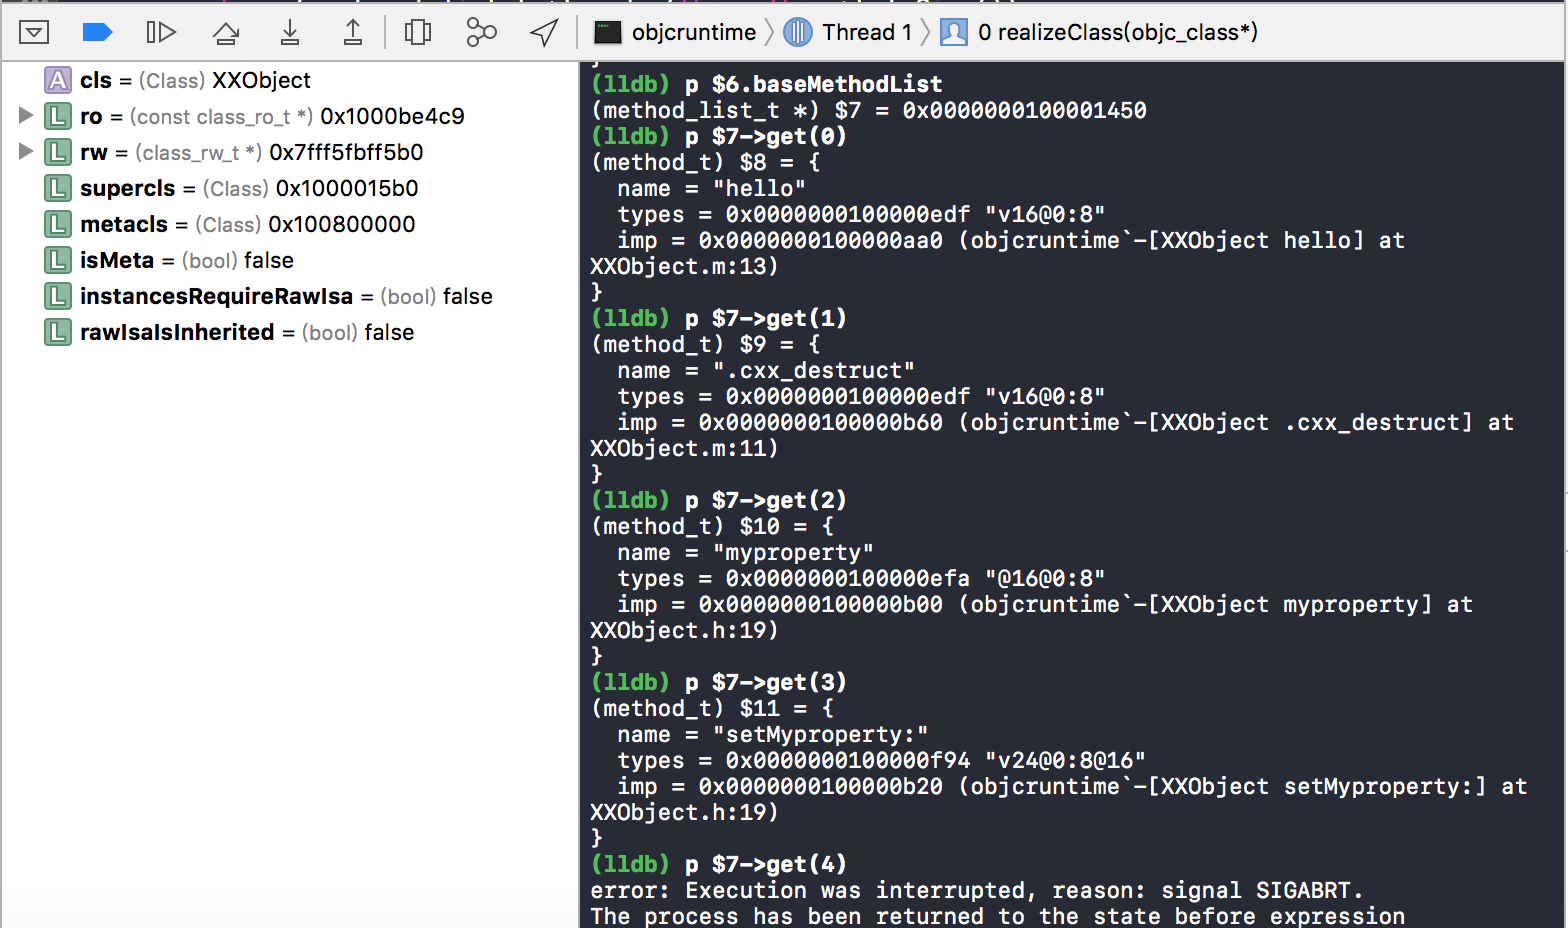 objcruntime Thread 1 0 realizeClass(objc_class*)
A cls = (Class) XXObject
L ro = (const class_ro_t *) 0x1000be4c9
L rw = (class_rw_t *) 0x7fff5fbff5b0
L supercls = (Class) 0x1000015b0
L metacls = (Class) 0x100800000
L isMeta = (bool) false
L instancesRequireRawIsa = (bool) false
L rawIsaIsInherited = (bool) false
}
(lldb) p $6.baseMethodList
(method_list_t *) $7 = 0x0000000100001450
(lldb) p $7->get(0)
(method_t) $8 = {
  name = "hello"
  types = 0x0000000100000edf "v16@0:8"
  imp = 0x0000000100000aa0 (objcruntime`-[XXObject hello] at
XXObject.m:13)
}
(lldb) p $7->get(1)
(method_t) $9 = {
  name = ".cxx_destruct"
  types = 0x0000000100000edf "v16@0:8"
  imp = 0x0000000100000b60 (objcruntime`-[XXObject .cxx_destruct] at
XXObject.m:11)
}
(lldb) p $7->get(2)
(method_t) $10 = {
  name = "myproperty"
  types = 0x0000000100000efa "@16@0:8"
  imp = 0x0000000100000b00 (objcruntime`-[XXObject myproperty] at
XXObject.h:19)
}
(lldb) p $7->get(3)
(method_t) $11 = {
  name = "setMyproperty:"
  types = 0x0000000100000f94 "v24@0:8@16"
  imp = 0x0000000100000b20 (objcruntime`-[XXObject setMyproperty:] at
XXObject.h:19)
}
(lldb) p $7->get(4)
error: Execution was interrupted, reason: signal SIGABRT.
The process has been returned to the state before expression